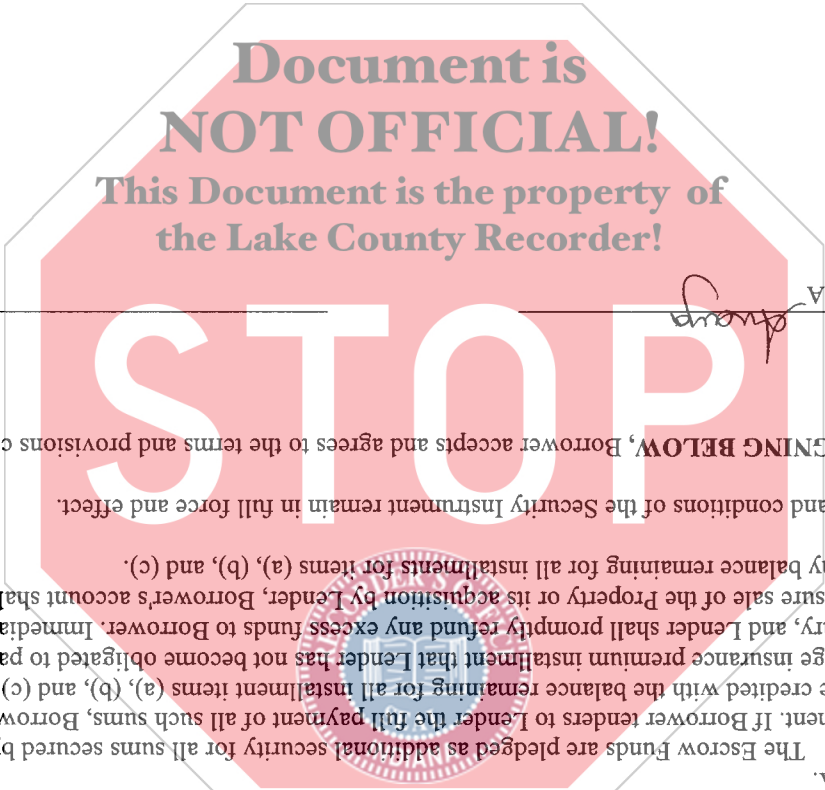 Document is
NOT OFFICIAL!
This Document is the property of
the Lake County Recorder!
STOP
The Escrow Funds are pledged as additional security for all sums secured b
nent. If Borrower tenders to Lender the full payment of all such sums, Borrow
e credited with the balance remaining for all installment items (a), (b), and (c)
ge insurance premium installment that Lender has not become obligated to pa
ry, and Lender shall promptly refund any excess funds to Borrower. Immedia
sure sale of the Property or its acquisition by Lender, Borrower's account shal
y balance remaining for all installments for items (a), (b), and (c).
and conditions of the Security Instrument remain in full force and effect.
GNING BELOW, Borrower accepts and agrees to the terms and provisions c
A
RECORDER'S OFFICE
INDIANA